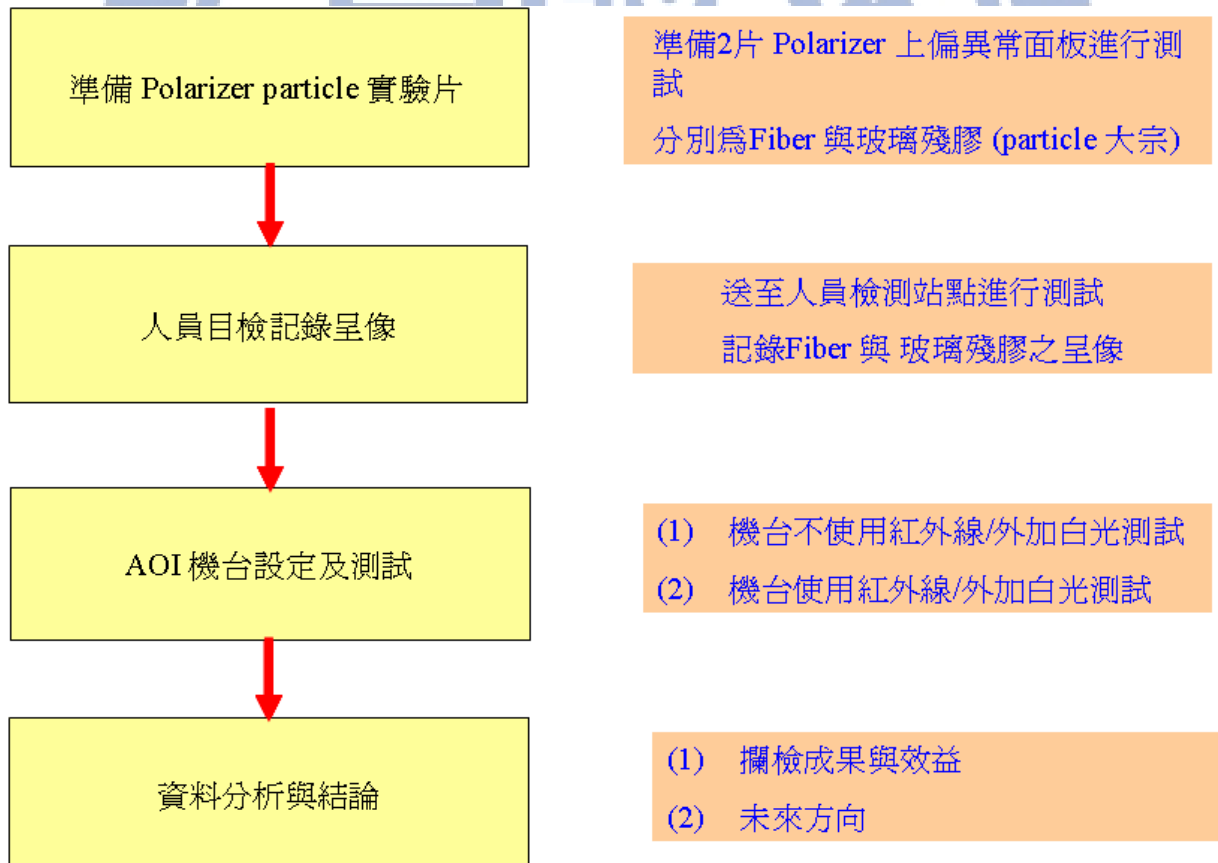 準備 Polarizer particle 實驗片
準備2片 Polarizer 上偏異常面板進行測
試
分別為Fiber 與玻璃殘膠 (particle 大宗)
人員目檢記錄呈像
送至人員檢測站點進行測試
記錄Fiber 與 玻璃殘膠之呈像
AOI 機台設定及測試
(1) 機台不使用紅外線/外加白光測試
(2) 機台使用紅外線/外加白光測試
資料分析與結論
(1) 攔檢成果與效益
(2) 未來方向